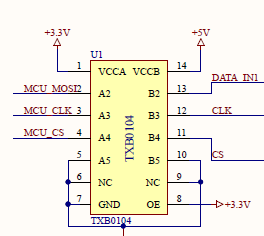 +3.3V
+5V
U1
1 VCCA VCCB 14
MCU_MOSI 2 A2 B2 13 DATA_IN1
MCU_CLK 3 A3 B3 12 CLK
MCU_CS 4 A4 B4 11
5 A5 B5 10 CS
6 NC NC 9
7 GND OE 8 +3.3V
TXB0104
TXB0104